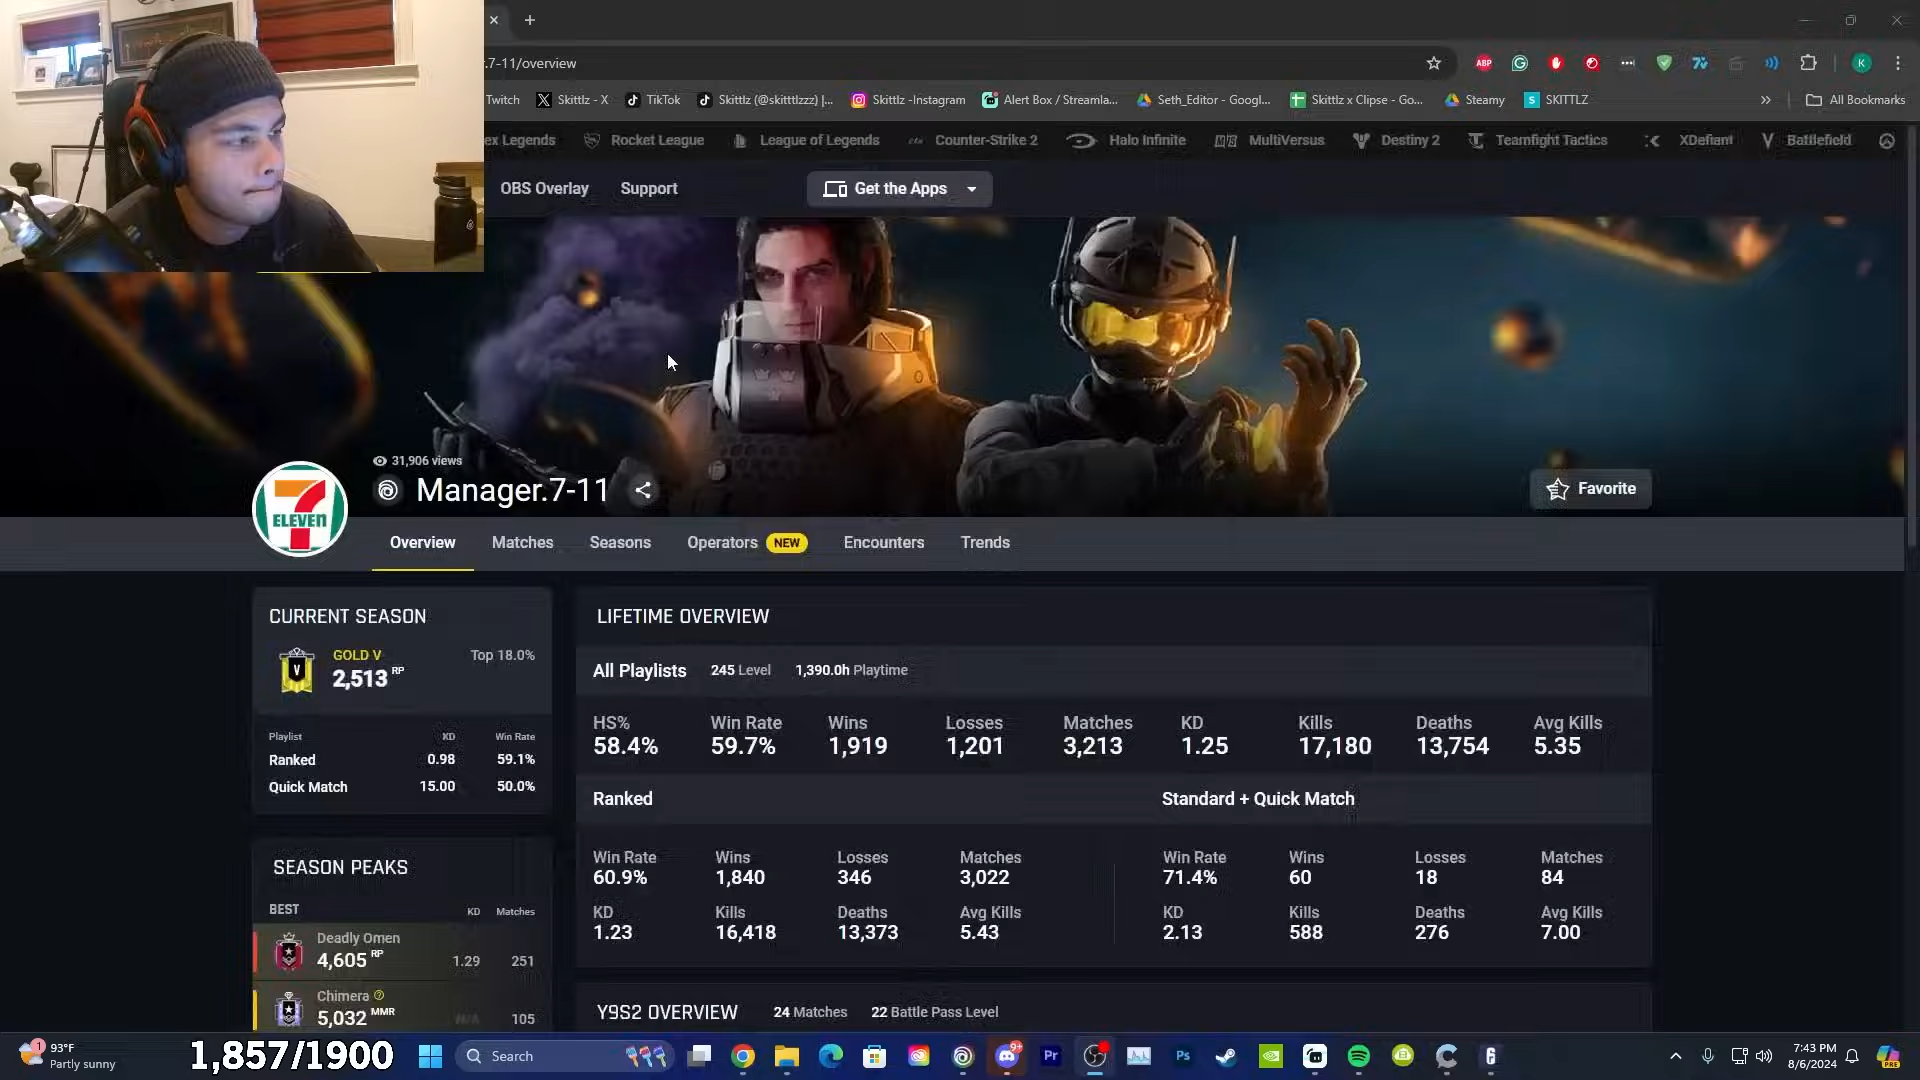 .7-11/overview
ABP
K
Twitch
Skittlz - X
TikTok
Skittlz (@skitttlzzz) |...
Skittlz -Instagram
Alert Box / Streamla...
Seth_Editor - Googl...
Skittlz x Clipse - Go...
Steamy
S SKITTLZ
All Bookmarks
ex Legends
Rocket League
League of Legends
Counter-Strike 2
Halo Infinite
MultiVersus
Destiny 2
Teamfight Tactics
XDefiant
Battlefield
OBS Overlay
Support
Get the Apps
31,906 views
Manager.7-11
Favorite
7
ELEVEN
Overview
Matches
Seasons
Operators NEW
Encounters
Trends
CURRENT SEASON
V
GOLD V
2,513 RP
Top 18.0%
Playlist KD Win Rate
Ranked 0.98 59.1%
Quick Match 15.00 50.0%
SEASON PEAKS
BEST KD Matches
Deadly Omen
4,605 RP 1.29 251
Chimera
5,032 MMR N/A 105
LIFETIME OVERVIEW
All Playlists 245 Level 1,390.0h Playtime
HS% Win Rate Wins Losses Matches KD Kills Deaths Avg Kills
58.4% 59.7% 1,919 1,201 3,213 1.25 17,180 13,754 5.35
Ranked
Win Rate Wins Losses Matches
60.9% 1,840 346 3,022
KD Kills Deaths Avg Kills
1.23 16,418 13,373 5.43
Standard + Quick Match
Win Rate Wins Losses Matches
71.4% 60 18 84
KD Kills Deaths Avg Kills
2.13 588 276 7.00
Y9S2 OVERVIEW 24 Matches 22 Battle Pass Level
1
93°F
Partly sunny
1,857/1900
Search
9+
Pr
Ps
6
7:43 PM
8/6/2024
PRE